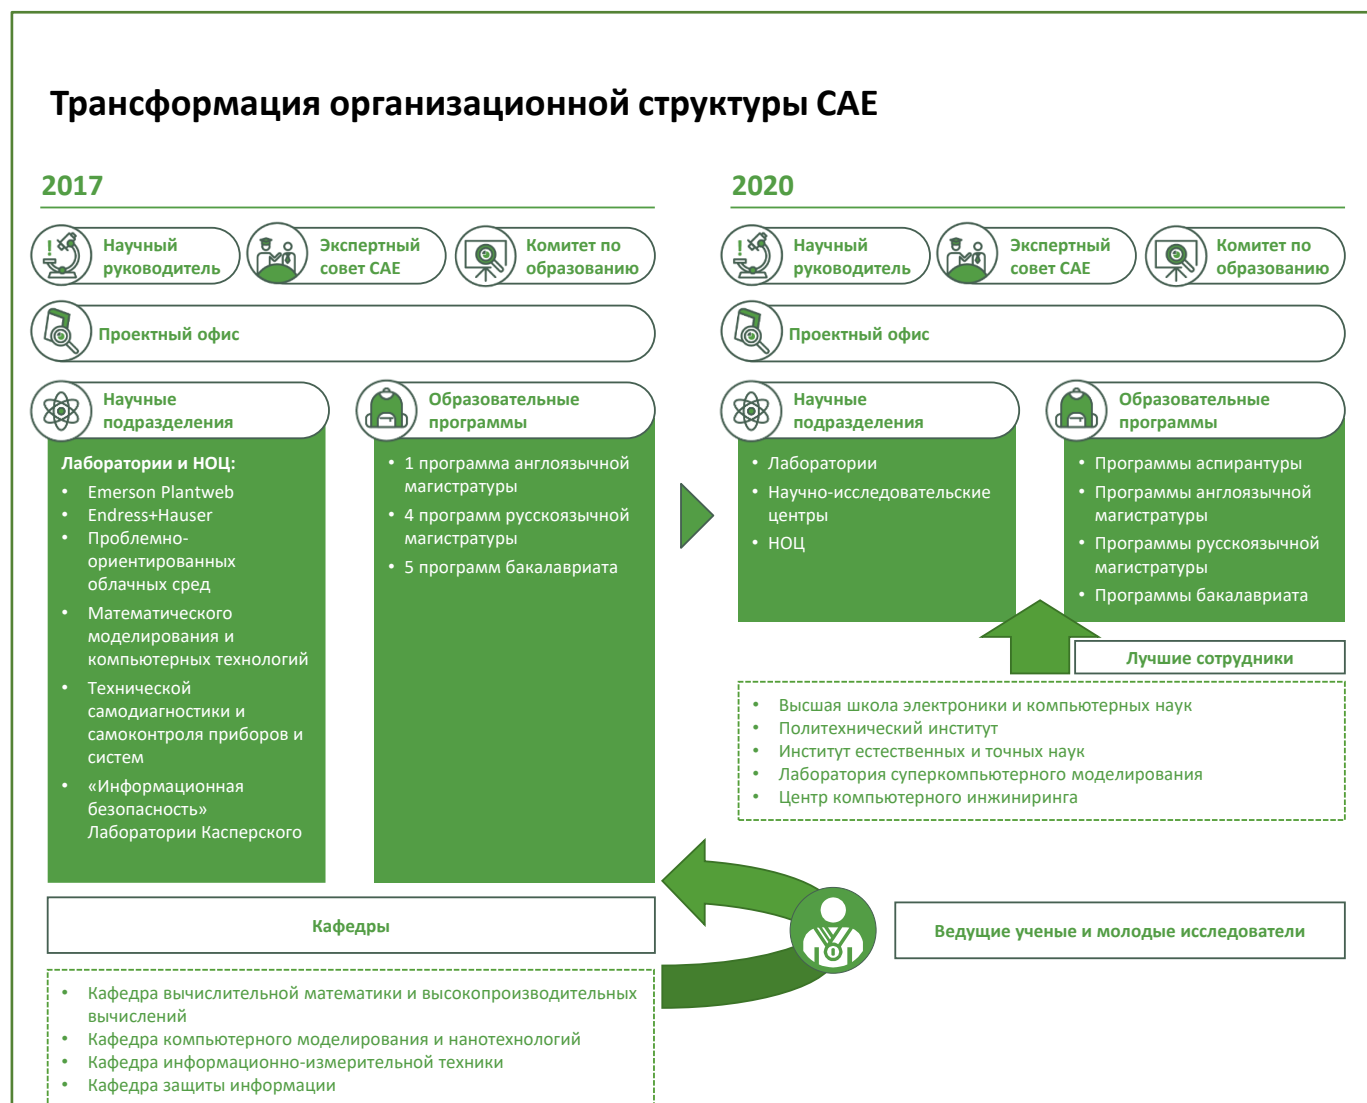 Трансформация организационной структуры САЕ
2017
Научный
руководитель
Экспертный
совет САЕ
Комитет по
образованию
Проектный офис
Научные
подразделения
Лаборатории и НОЦ:
• Emerson Plantweb
• Endress+Hauser
• Проблемно-
ориентированных
облачных сред
• Математического
моделирования и
компьютерных технологий
• Технической
самодиагностики и
самоконтроля приборов и
систем
• «Информационная
безопасность»
Лаборатории Касперского
Образовательные
программы
• 1 программа англоязычной
магистратуры
• 4 программ русскоязычной
магистратуры
• 5 программ бакалавриата
Кафедры
• Кафедра вычислительной математики и высокопроизводительных
вычислений
• Кафедра компьютерного моделирования и нанотехнологий
• Кафедра информационно-измерительной техники
• Кафедра защиты информации
2020
Научный
руководитель
Экспертный
совет САЕ
Комитет по
образованию
Проектный офис
Научные
подразделения
• Лаборатории
• Научно-исследовательские
центры
• НОЦ
Образовательные
программы
• Программы аспирантуры
• Программы англоязычной
магистратуры
• Программы русскоязычной
магистратуры
• Программы бакалавриата
Лучшие сотрудники
• Высшая школа электроники и компьютерных наук
• Политехнический институт
• Институт естественных и точных наук
• Лаборатория суперкомпьютерного моделирования
• Центр компьютерного инжиниринга
Ведущие ученые и молодые исследователи